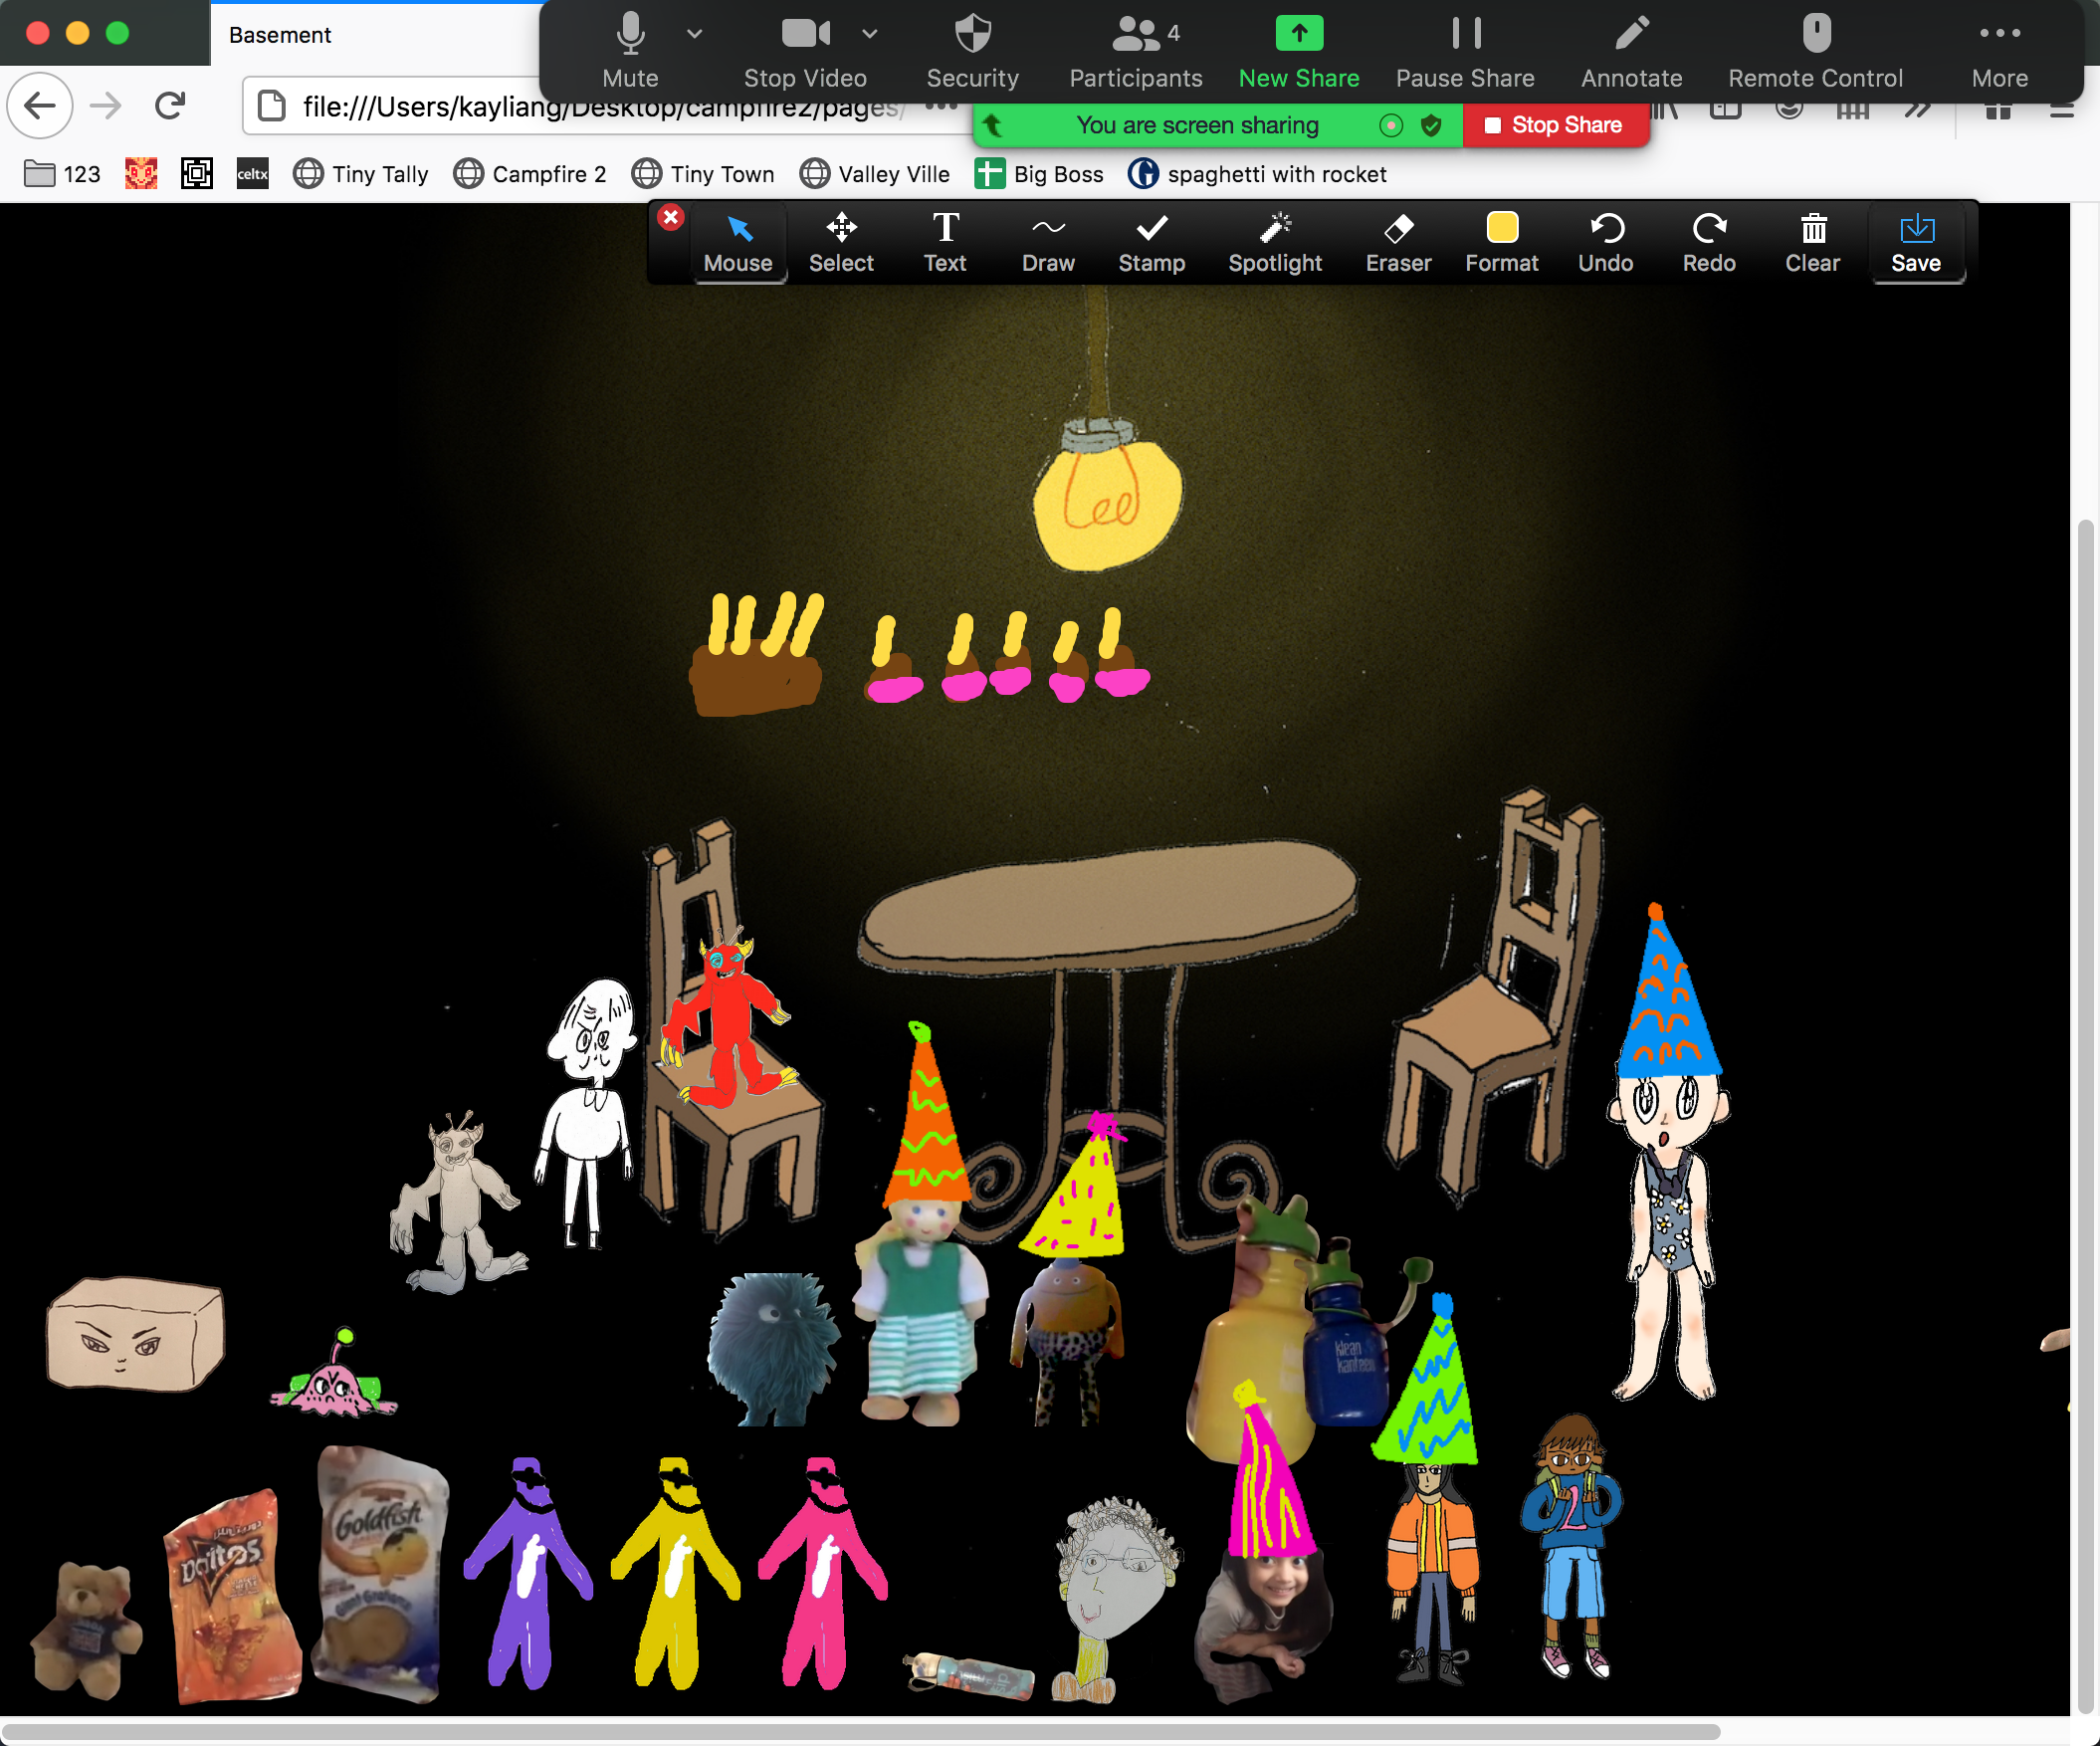 Basement
Mute
Stop Video
Security
Participants
4
New Share
Pause Share
Annotate
Remote Control
More
file:///Users/kayliang/Desktop/campfire2/pages/
You are screen sharing
Stop Share
123
celtx
Tiny Tally
Campfire 2
Tiny Town
Valley Ville
Big Boss
spaghetti with rocket
Mouse
Select
Text
Draw
Stamp
Spotlight
Eraser
Format
Undo
Redo
Clear
Save
klean
kanteen
Goldfish
Doritos
2